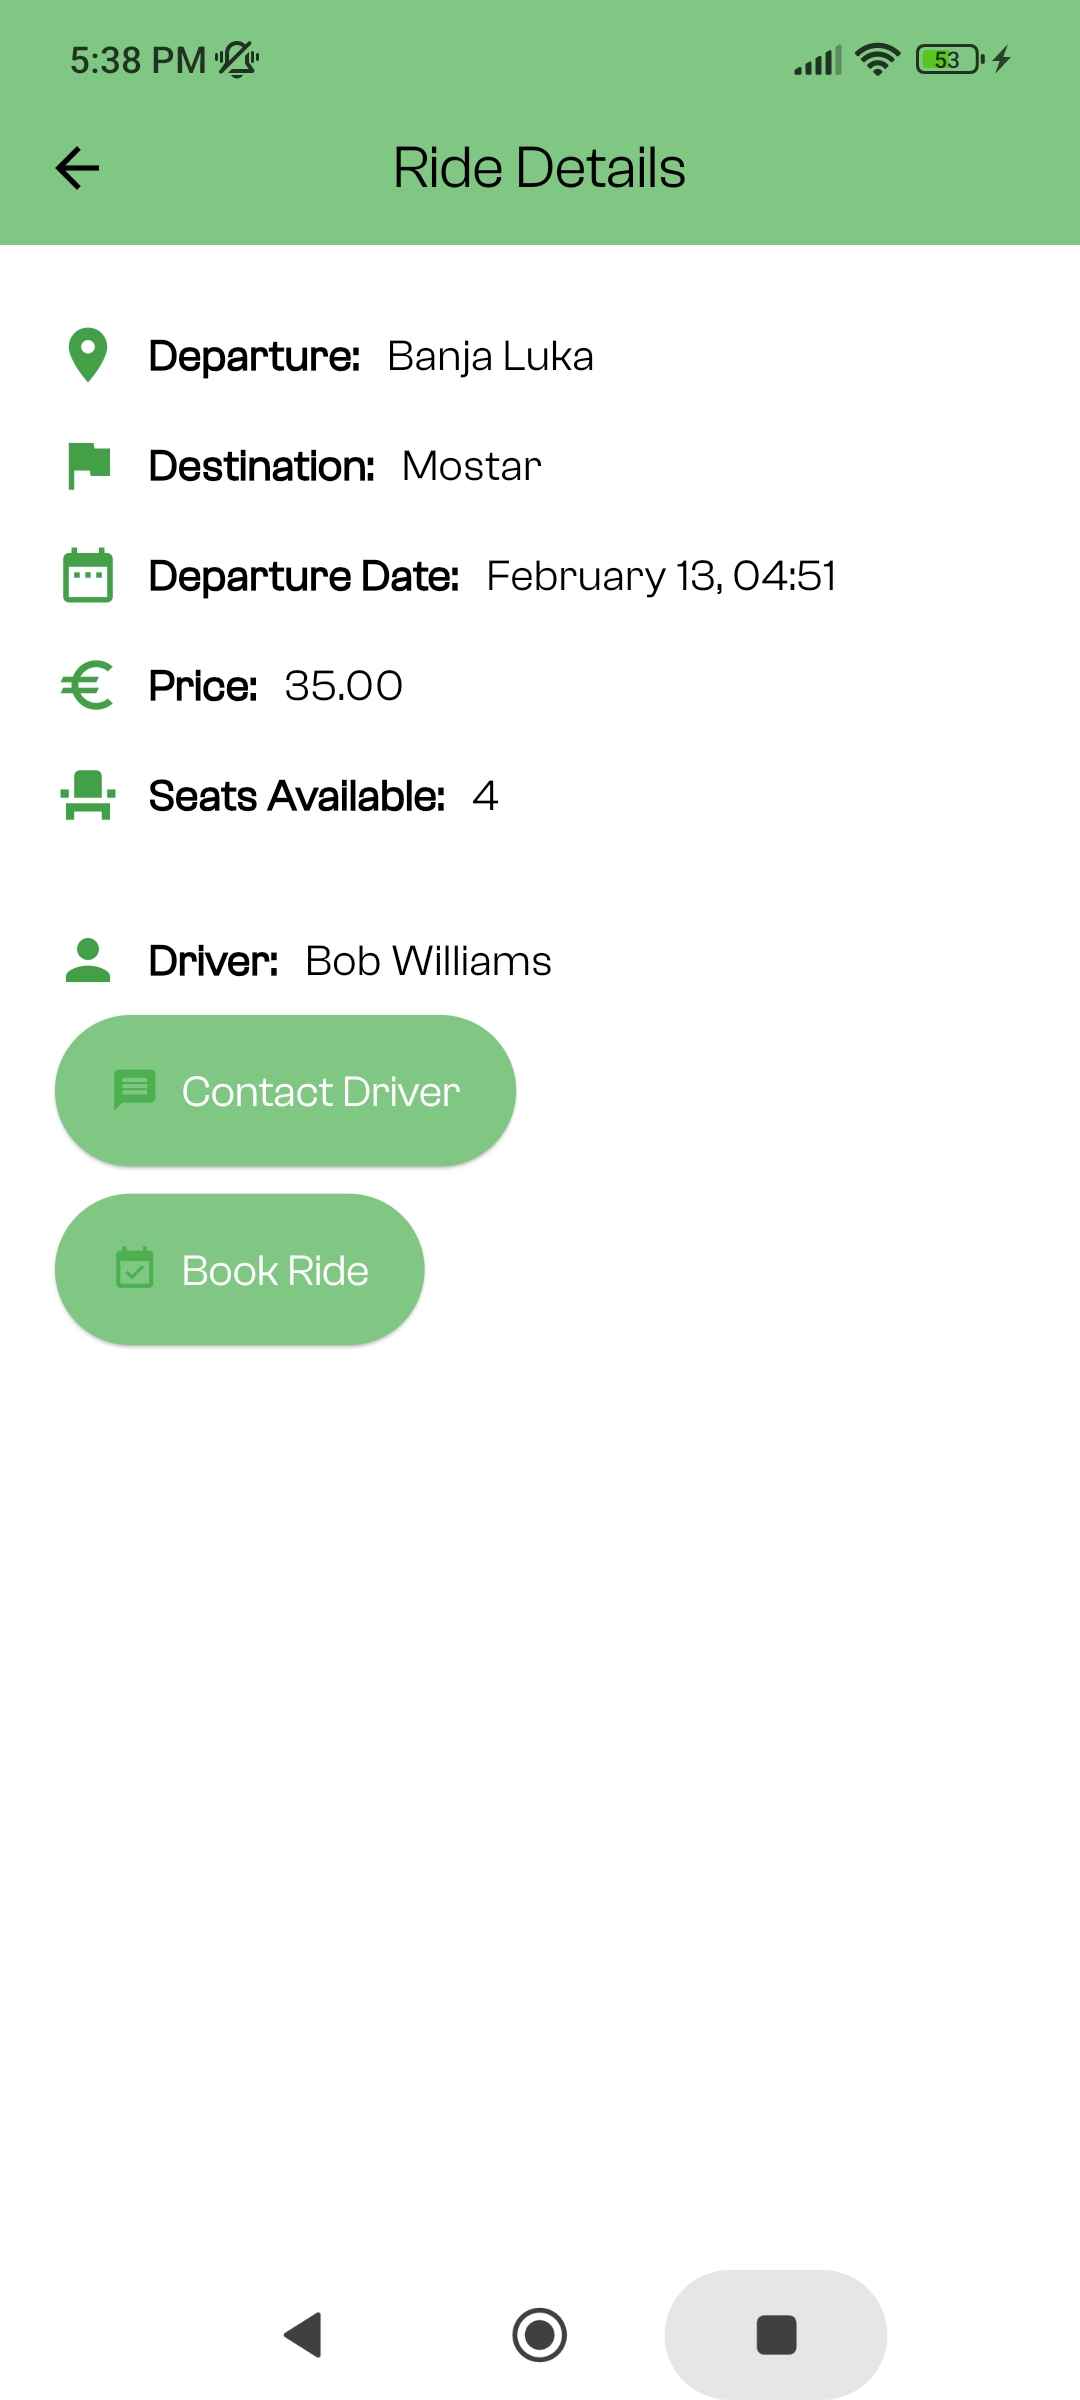 5:38 PM
53
Ride Details
Departure: Banja Luka
Destination: Mostar
Departure Date: February 13, 04:51
Price: 35.00
Seats Available: 4
Driver: Bob Williams
Contact Driver
Book Ride